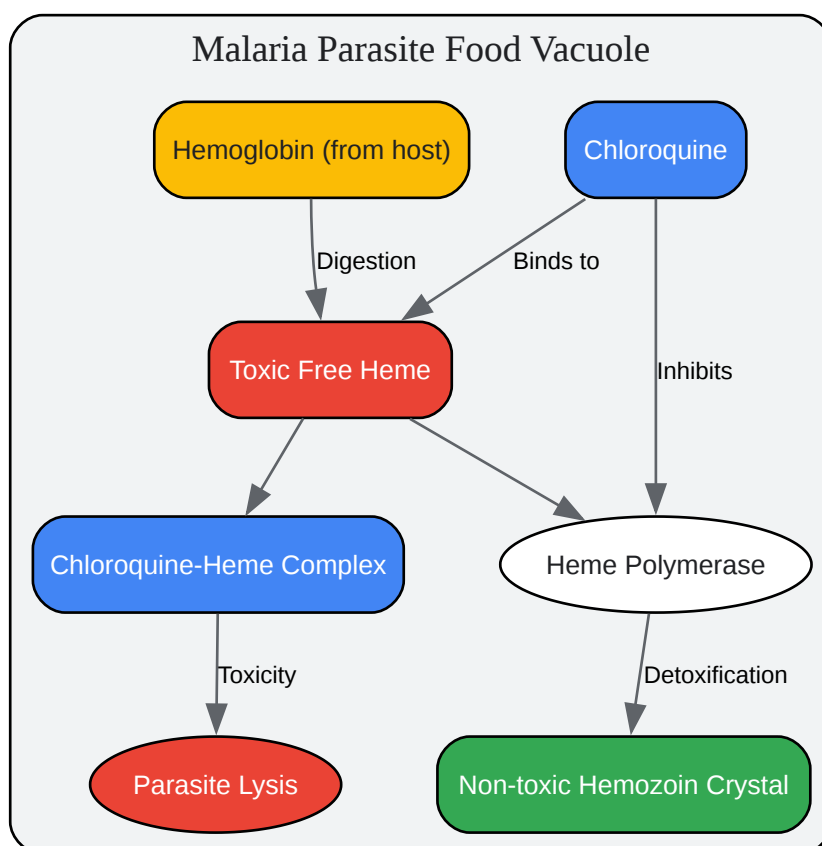 Malaria Parasite Food Vacuole
Hemoglobin (from host)
Chloroquine
Digestion
Binds to
Toxic Free Heme
Inhibits
Chloroquine-Heme Complex
Heme Polymerase
Toxicity
Detoxification
Parasite Lysis
Non-toxic Hemozoin Crystal